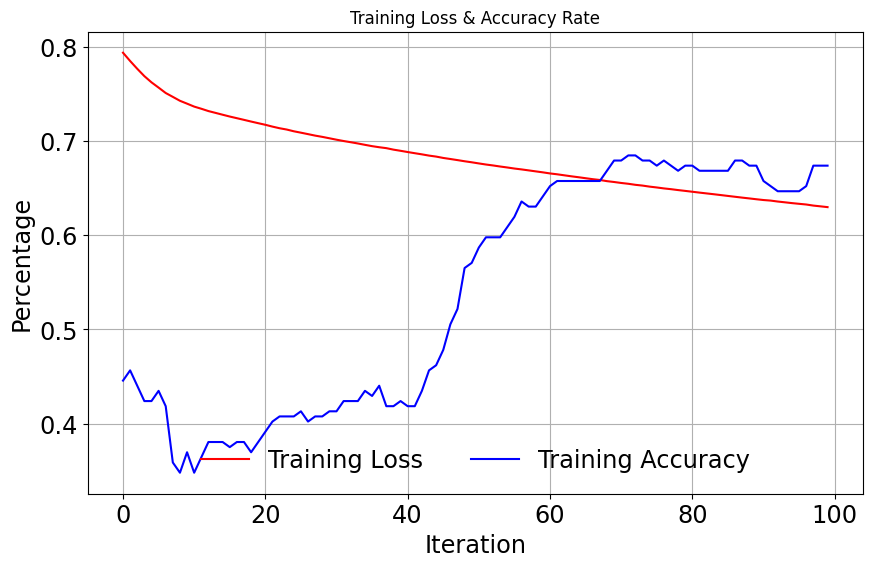 Training Loss & Accuracy Rate
0.8
0.7
0.6
0.5
0.4
Percentage
Training Loss
Training Accuracy
0
20
40
60
80
100
Iteration